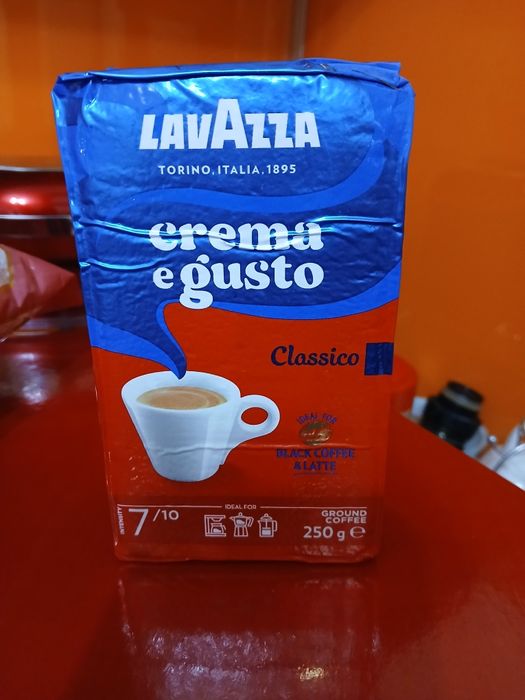 LAVAZZA
TORINO, ITALIA, 1895
crema
e gusto
Classico
IDEAL FOR
BLACK COFFEE
& LATTE
INTENSITY
7/10
IDEAL FOR
GROUND
COFFEE
250 g ℮